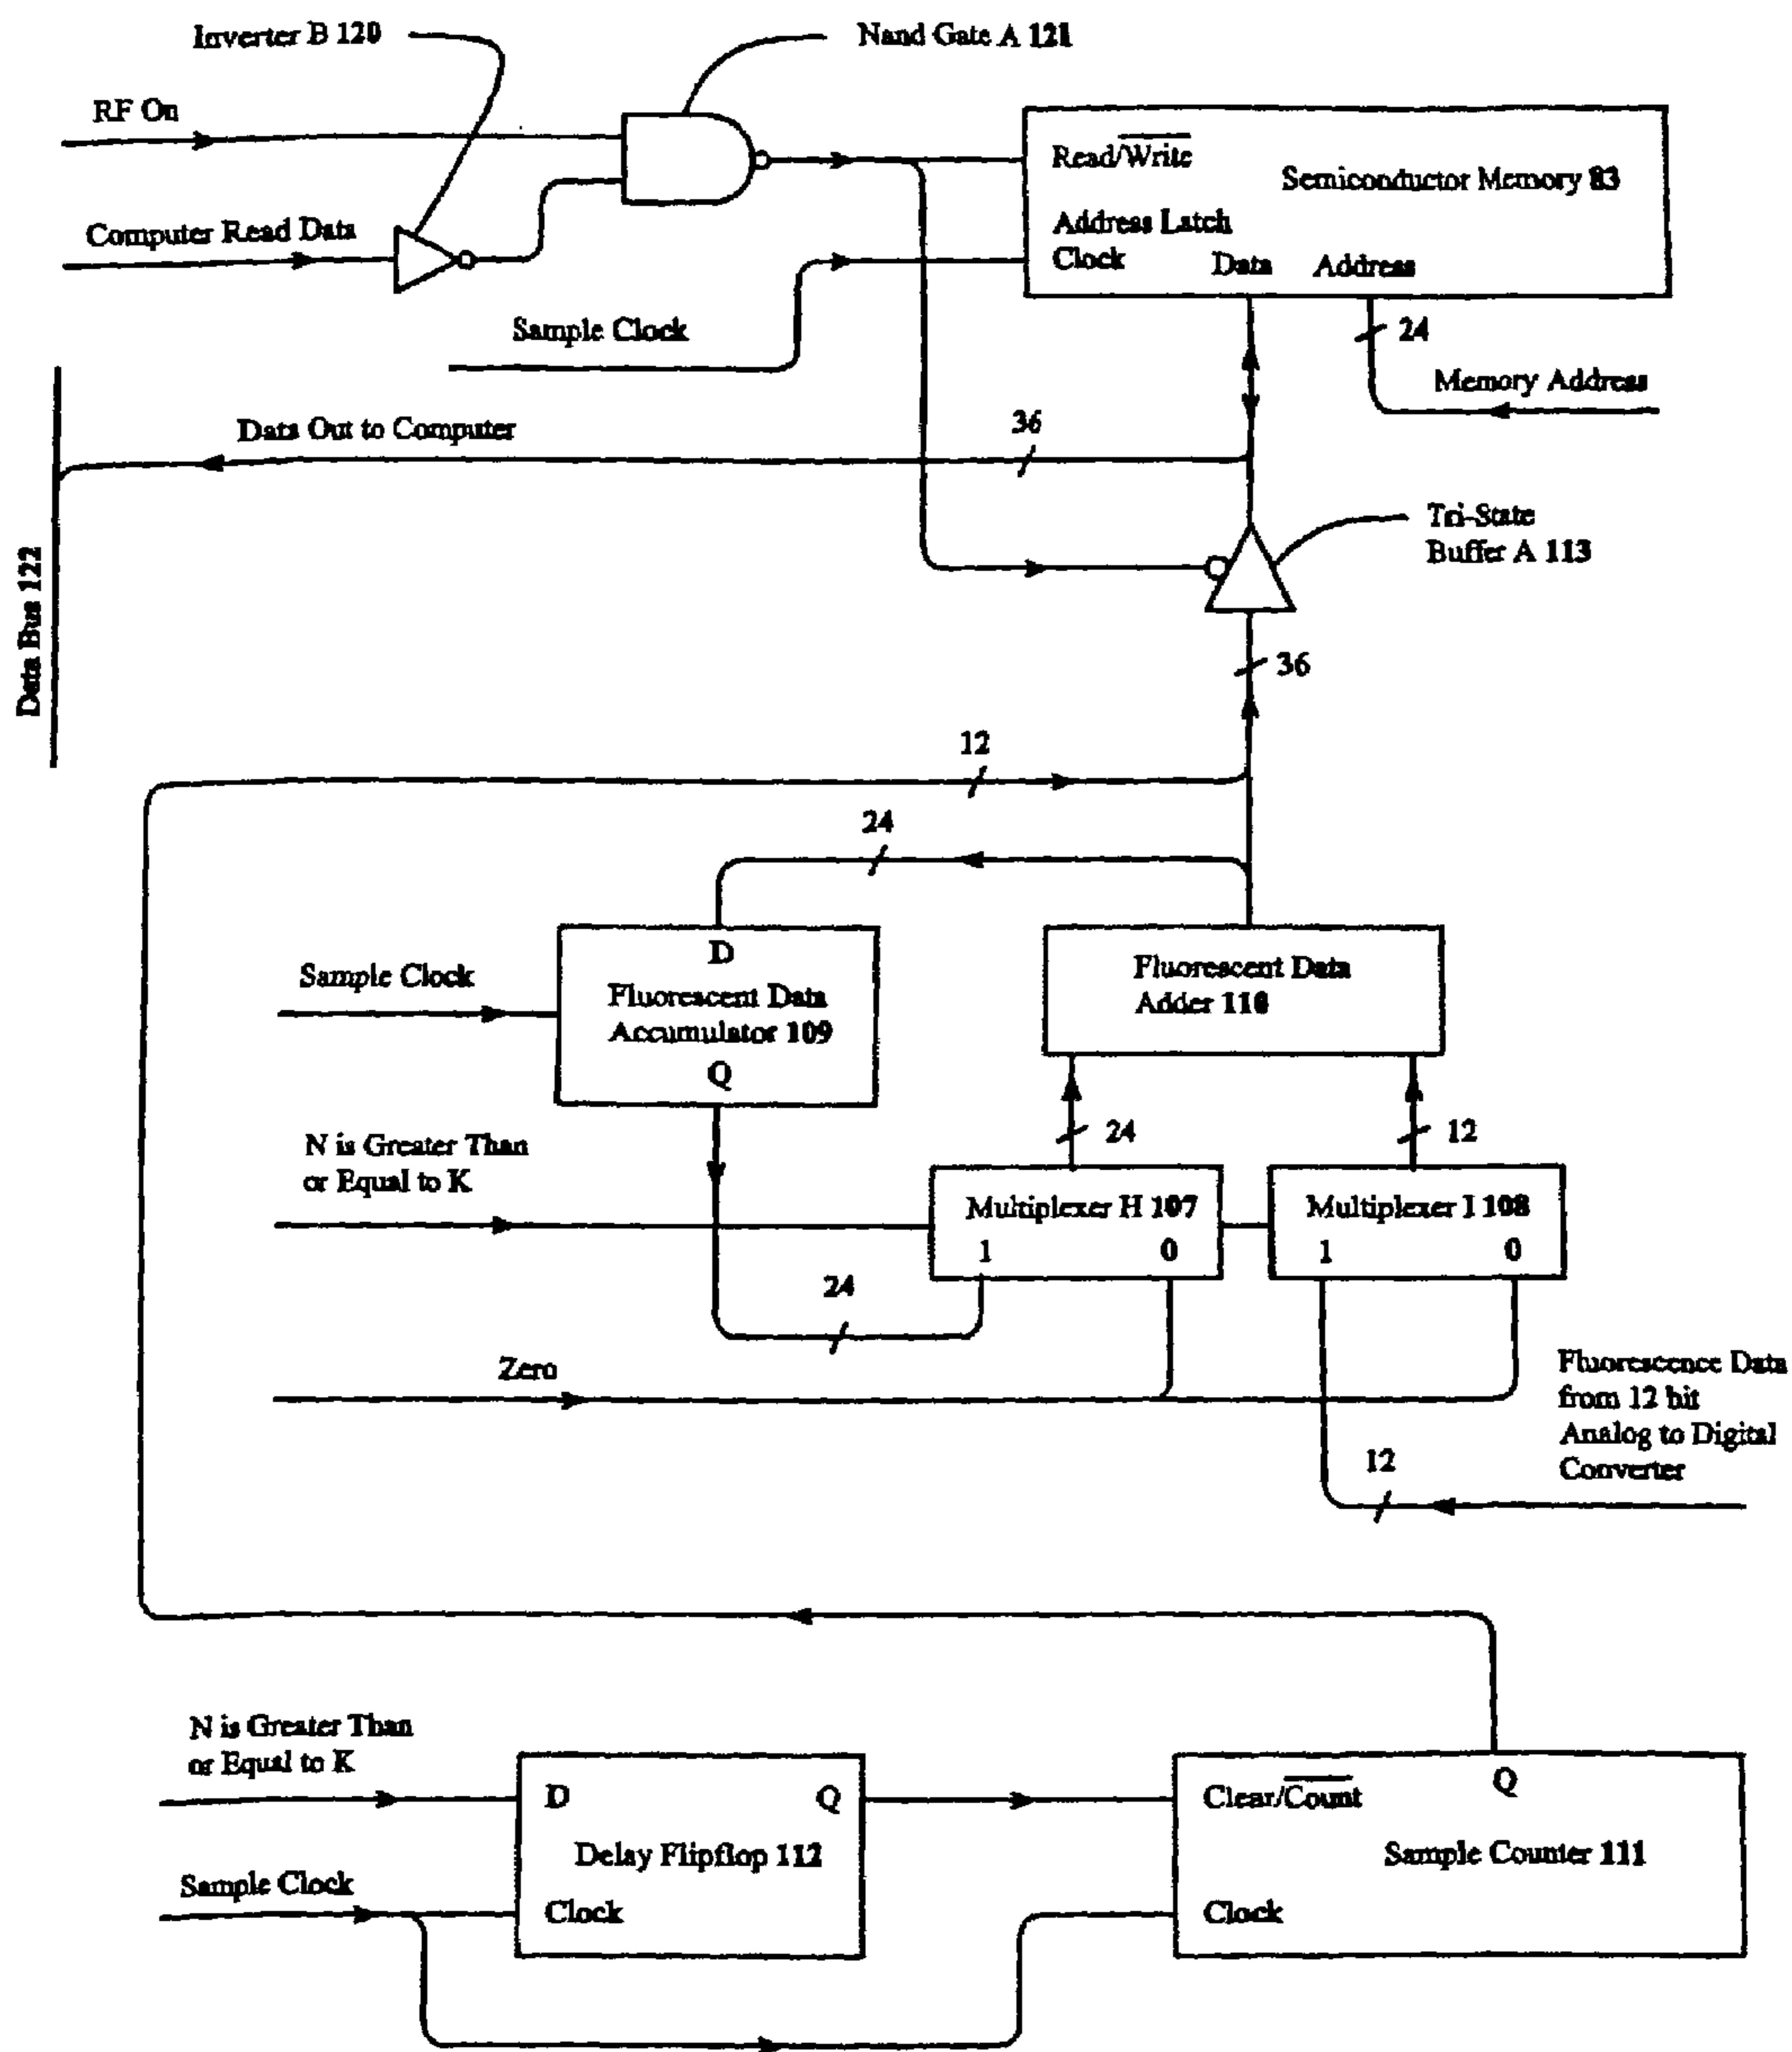 Inverter B 120
Nand Gate A 121
RF On
Computer Read Data
Read/Write
Semiconductor Memory 83
Address Latch
Clock
Data
Address
Sample Clock
24
Memory Address
Data Out to Computer
36
Data Bus 122
Tri-State
Buffer A 113
36
12
24
Sample Clock
D
Fluorescent Data
Accumulator 109
Q
Fluorescent Data
Adder 110
24
12
N is Greater Than
or Equal to K
Multiplexer H 107
1
0
Multiplexer I 108
1
0
24
Zero
Fluorescence Data
from 12 bit
Analog to Digital
Converter
12
N is Greater Than
or Equal to K
D
Q
Delay Flipflop 112
Sample Clock
Clock
Clear/Count
Q
Sample Counter 111
Clock